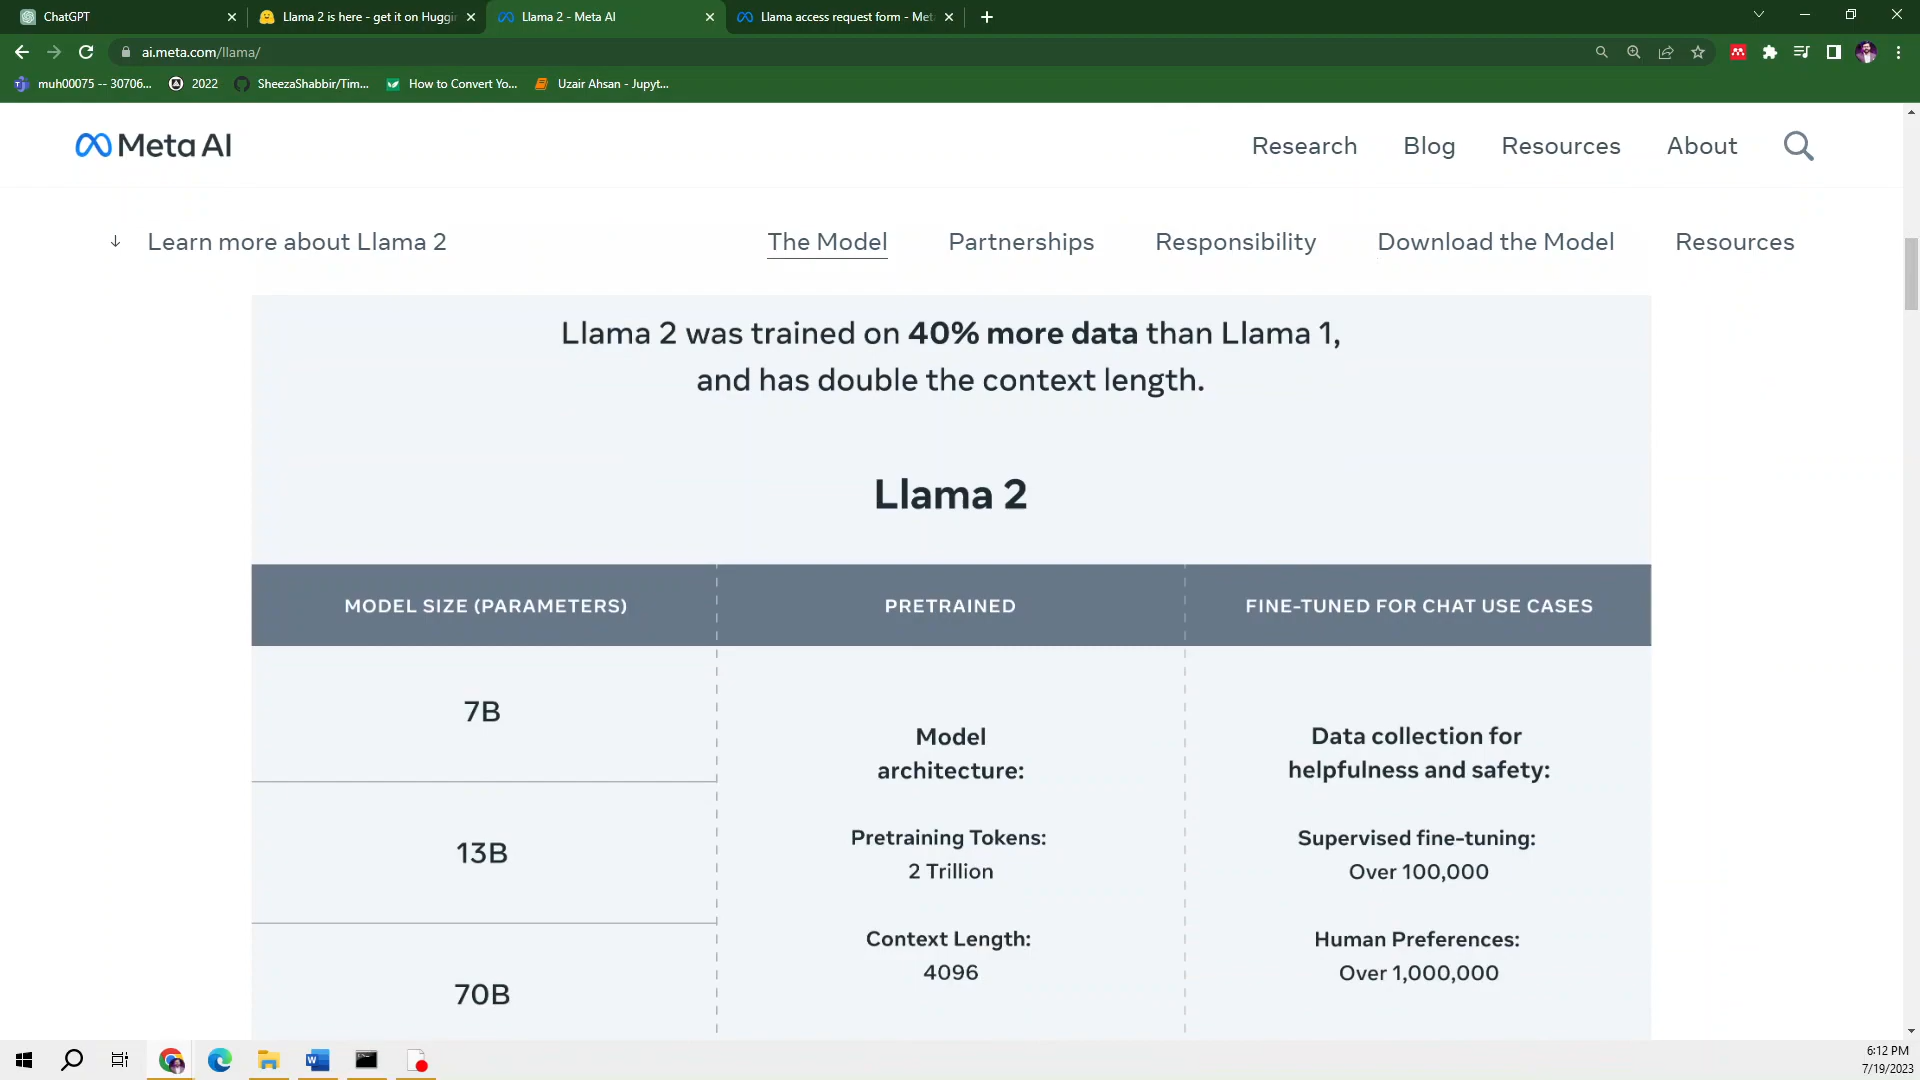 ChatGPT
Llama 2 is here - get it on Huggin
Llama 2 - Meta AI
Llama access request form - Met
ai.meta.com/llama/
muh00075 -- 30706...
2022
SheezaShabbir/Tim...
How to Convert Yo...
Uzair Ahsan - Jupyt...
Meta AI
Research
Blog
Resources
About
Learn more about Llama 2
The Model
Partnerships
Responsibility
Download the Model
Resources
Llama 2 was trained on 40% more data than Llama 1,
and has double the context length.
Llama 2
MODEL SIZE (PARAMETERS)
PRETRAINED
FINE-TUNED FOR CHAT USE CASES
7B
13B
70B
Model
architecture:
Pretraining Tokens:
2 Trillion
Context Length:
4096
Data collection for
helpfulness and safety:
Supervised fine-tuning:
Over 100,000
Human Preferences:
Over 1,000,000
6:12 PM
7/19/2023